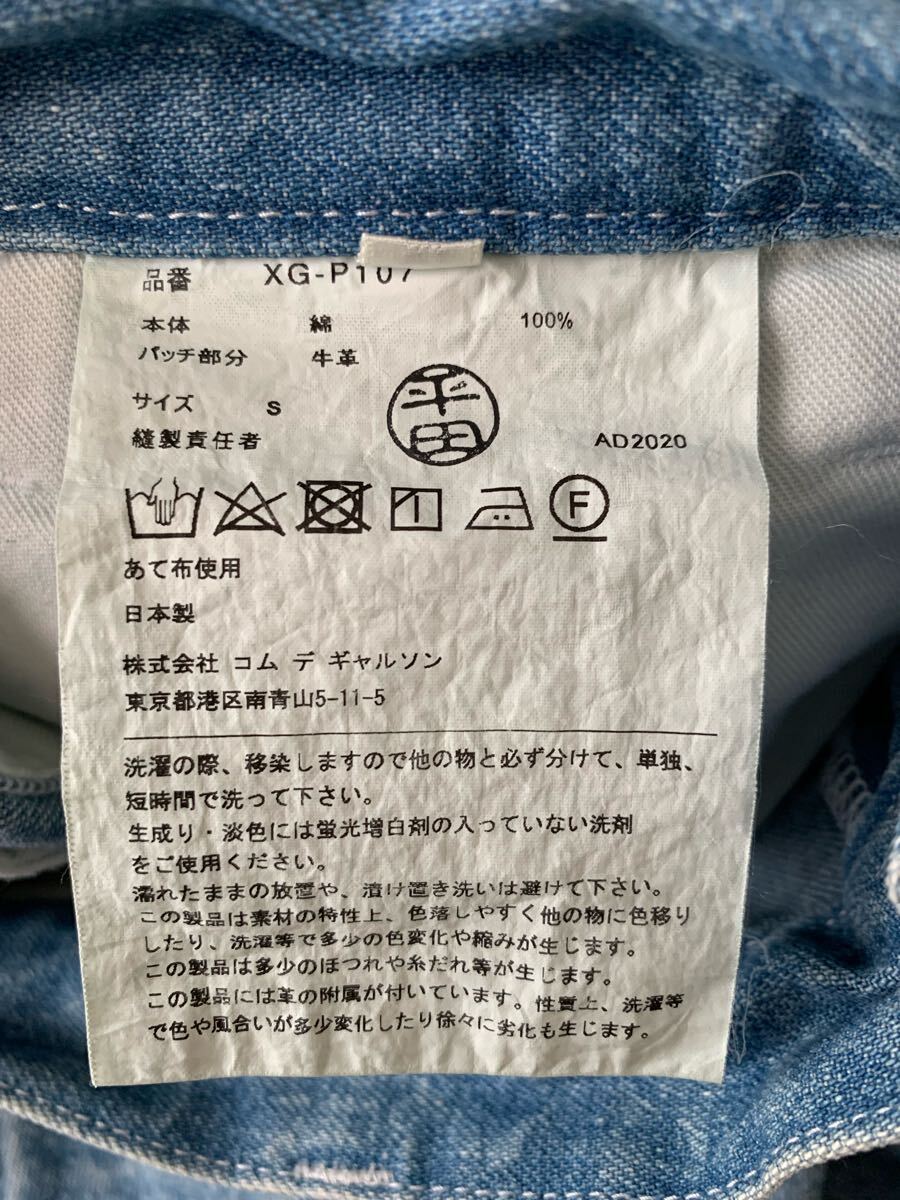 品番 XG-P107
本体 綿 100%
パッチ部分 牛革
サイズ S
平田
縫製責任者 AD2020
F
あて布使用
日本製
株式会社 コム デ ギャルソン
東京都港区南青山5-11-5
洗濯の際、移染しますので他の物と必ず分けて、単独、
短時間で洗って下さい。
生成り・淡色には蛍光増白剤の入っていない洗剤
をご使用ください。
濡れたままの放置や、漬け置き洗いは避けて下さい。
この製品は素材の特性上、色落しやすく他の物に色移り
したり、洗濯等で多少の色変化や縮みが生じます。
この製品は多少のほつれや糸だれ等が生じます。
この製品には革の附属が付いています。性質上、洗濯等
で色や風合いが多少変化したり徐々に劣化も生じます。